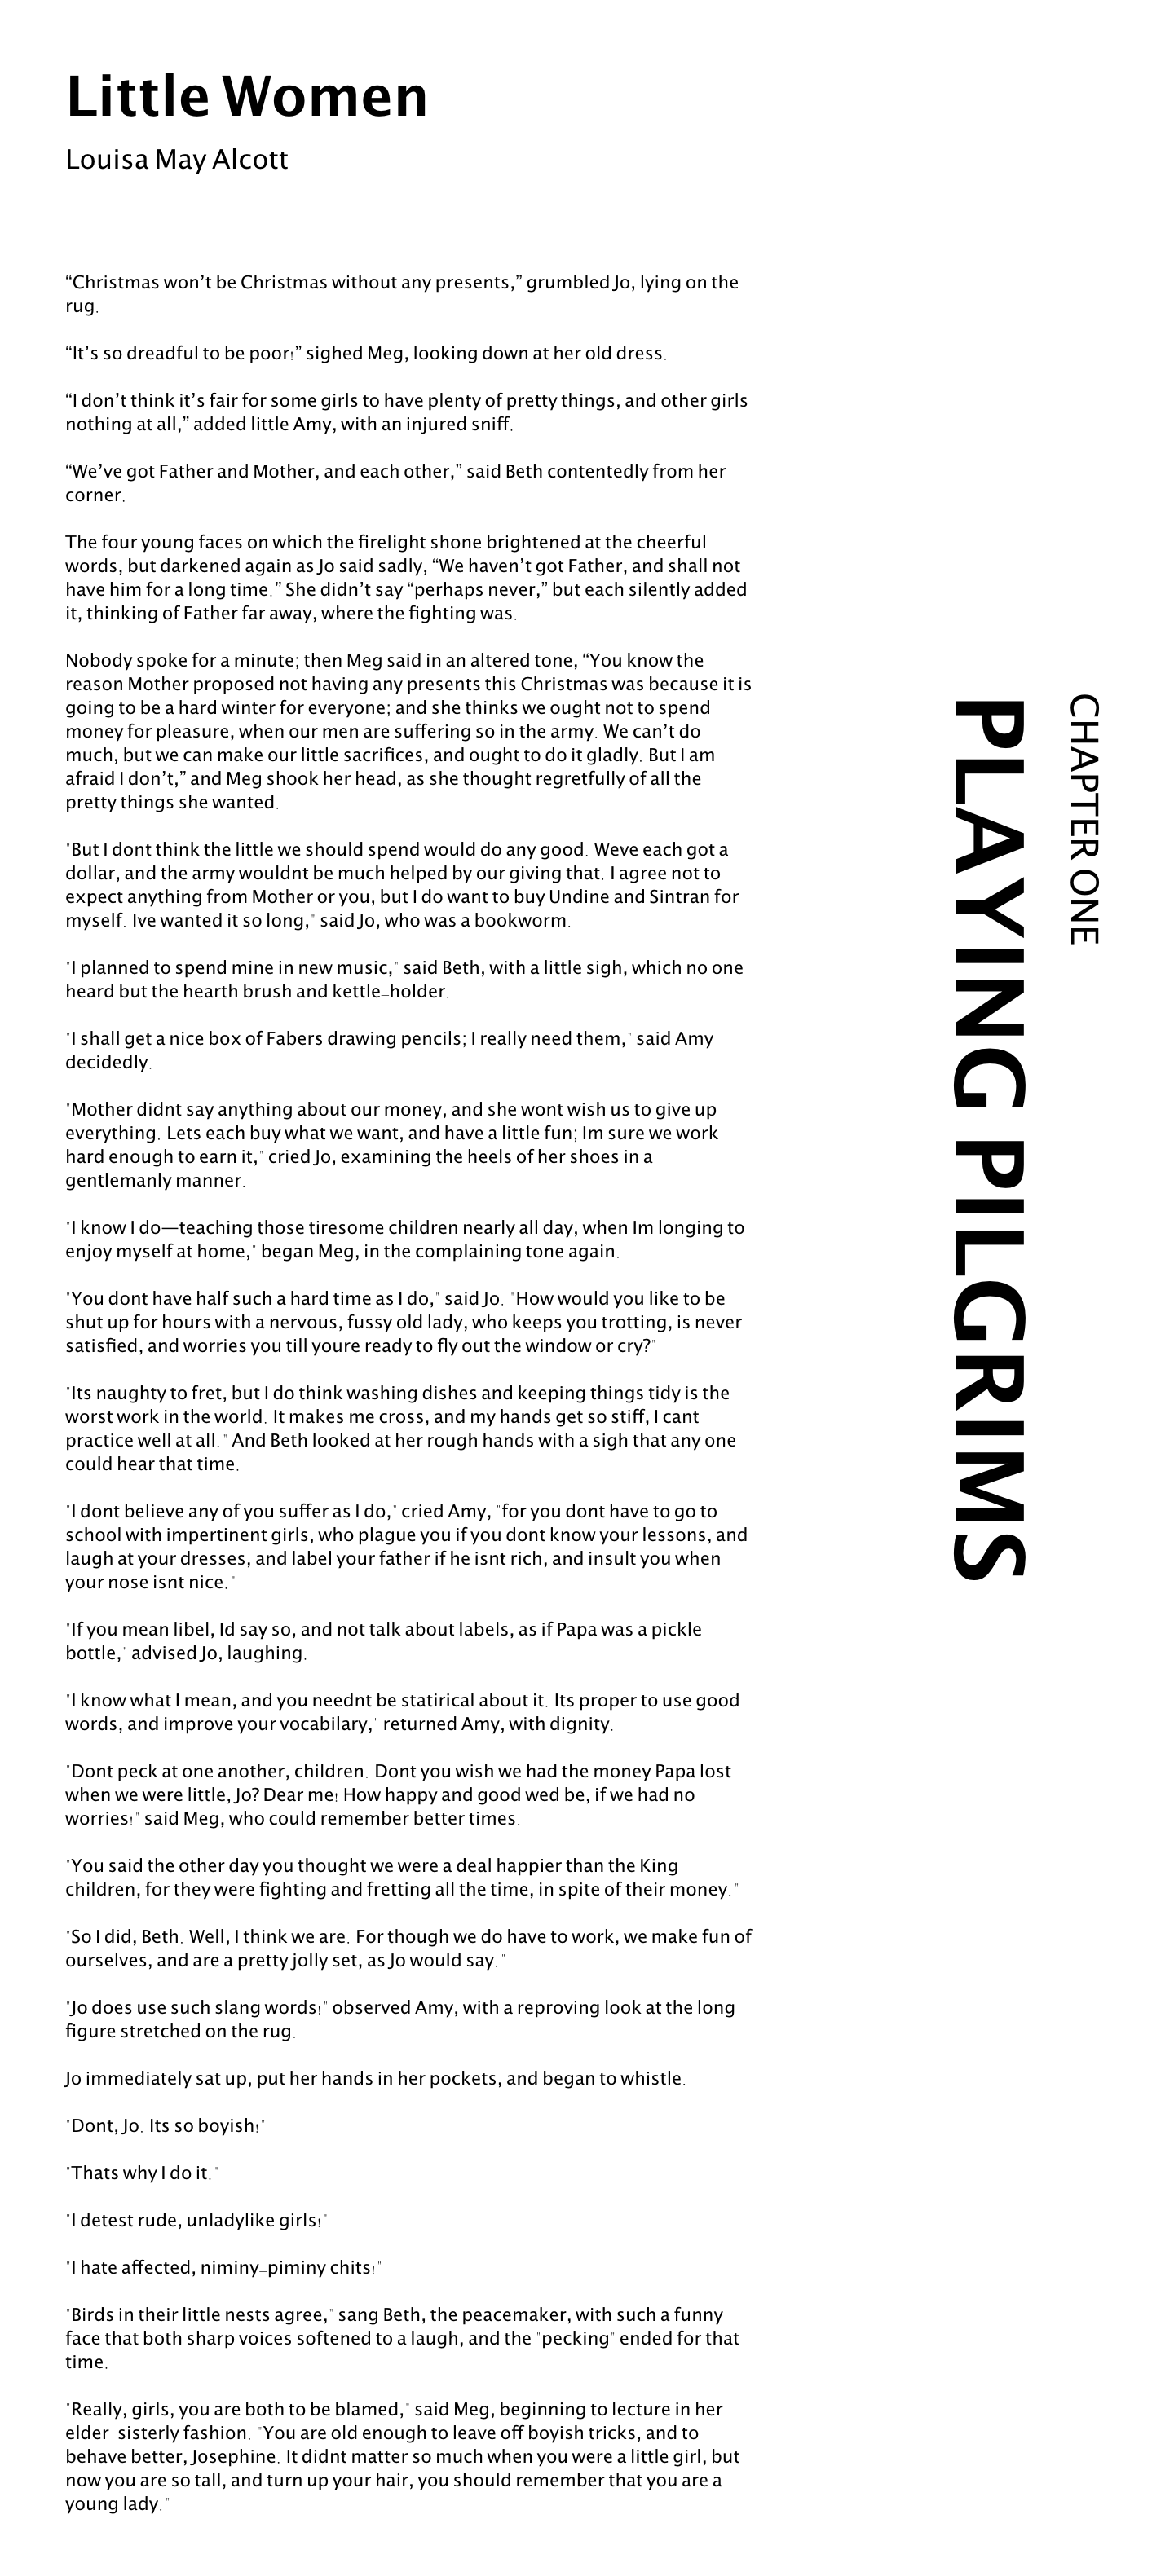 Little Women
Louisa May Alcott
“Christmas won’t be Christmas without any presents,” grumbled Jo, lying on the
rug.
“It’s so dreadful to be poor!” sighed Meg, looking down at her old dress.
“I don’t think it’s fair for some girls to have plenty of pretty things, and other girls
nothing at all,” added little Amy, with an injured sniff.
“We’ve got Father and Mother, and each other,” said Beth contentedly from her
corner.
The four young faces on which the firelight shone brightened at the cheerful
words, but darkened again as Jo said sadly, “We haven’t got Father, and shall not
have him for a long time.” She didn’t say “perhaps never,” but each silently added
it, thinking of Father far away, where the fighting was.
Nobody spoke for a minute; then Meg said in an altered tone, “You know the
reason Mother proposed not having any presents this Christmas was because it is
going to be a hard winter for everyone; and she thinks we ought not to spend
money for pleasure, when our men are suffering so in the army. We can’t do
much, but we can make our little sacrifices, and ought to do it gladly. But I am
afraid I don’t,” and Meg shook her head, as she thought regretfully of all the
pretty things she wanted.
"But I dont think the little we should spend would do any good. Weve each got a
dollar, and the army wouldnt be much helped by our giving that. I agree not to
expect anything from Mother or you, but I do want to buy Undine and Sintran for
myself. Ive wanted it so long," said Jo, who was a bookworm.
"I planned to spend mine in new music," said Beth, with a little sigh, which no one
heard but the hearth brush and kettle-holder.
"I shall get a nice box of Fabers drawing pencils; I really need them," said Amy
decidedly.
"Mother didnt say anything about our money, and she wont wish us to give up
everything. Lets each buy what we want, and have a little fun; Im sure we work
hard enough to earn it," cried Jo, examining the heels of her shoes in a
gentlemanly manner.
"I know I do—teaching those tiresome children nearly all day, when Im longing to
enjoy myself at home," began Meg, in the complaining tone again.
"You dont have half such a hard time as I do," said Jo. "How would you like to be
shut up for hours with a nervous, fussy old lady, who keeps you trotting, is never
satisfied, and worries you till youre ready to fly out the window or cry?"
"Its naughty to fret, but I do think washing dishes and keeping things tidy is the
worst work in the world. It makes me cross, and my hands get so stiff, I cant
practice well at all." And Beth looked at her rough hands with a sigh that any one
could hear that time.
"I dont believe any of you suffer as I do," cried Amy, "for you dont have to go to
school with impertinent girls, who plague you if you dont know your lessons, and
laugh at your dresses, and label your father if he isnt rich, and insult you when
your nose isnt nice."
"If you mean libel, Id say so, and not talk about labels, as if Papa was a pickle
bottle," advised Jo, laughing.
"I know what I mean, and you neednt be statirical about it. Its proper to use good
words, and improve your vocabilary," returned Amy, with dignity.
"Dont peck at one another, children. Dont you wish we had the money Papa lost
when we were little, Jo? Dear me! How happy and good wed be, if we had no
worries!" said Meg, who could remember better times.
"You said the other day you thought we were a deal happier than the King
children, for they were fighting and fretting all the time, in spite of their money."
"So I did, Beth. Well, I think we are. For though we do have to work, we make fun of
ourselves, and are a pretty jolly set, as Jo would say."
"Jo does use such slang words!" observed Amy, with a reproving look at the long
figure stretched on the rug.
Jo immediately sat up, put her hands in her pockets, and began to whistle.
"Dont, Jo. Its so boyish!"
"Thats why I do it."
"I detest rude, unladylike girls!"
"I hate affected, niminy-piminy chits!"
"Birds in their little nests agree," sang Beth, the peacemaker, with such a funny
face that both sharp voices softened to a laugh, and the "pecking" ended for that
time.
"Really, girls, you are both to be blamed," said Meg, beginning to lecture in her
elder-sisterly fashion. "You are old enough to leave off boyish tricks, and to
behave better, Josephine. It didnt matter so much when you were a little girl, but
now you are so tall, and turn up your hair, you should remember that you are a
young lady."
CHAPTER ONE
PLAYING PILGRIMS